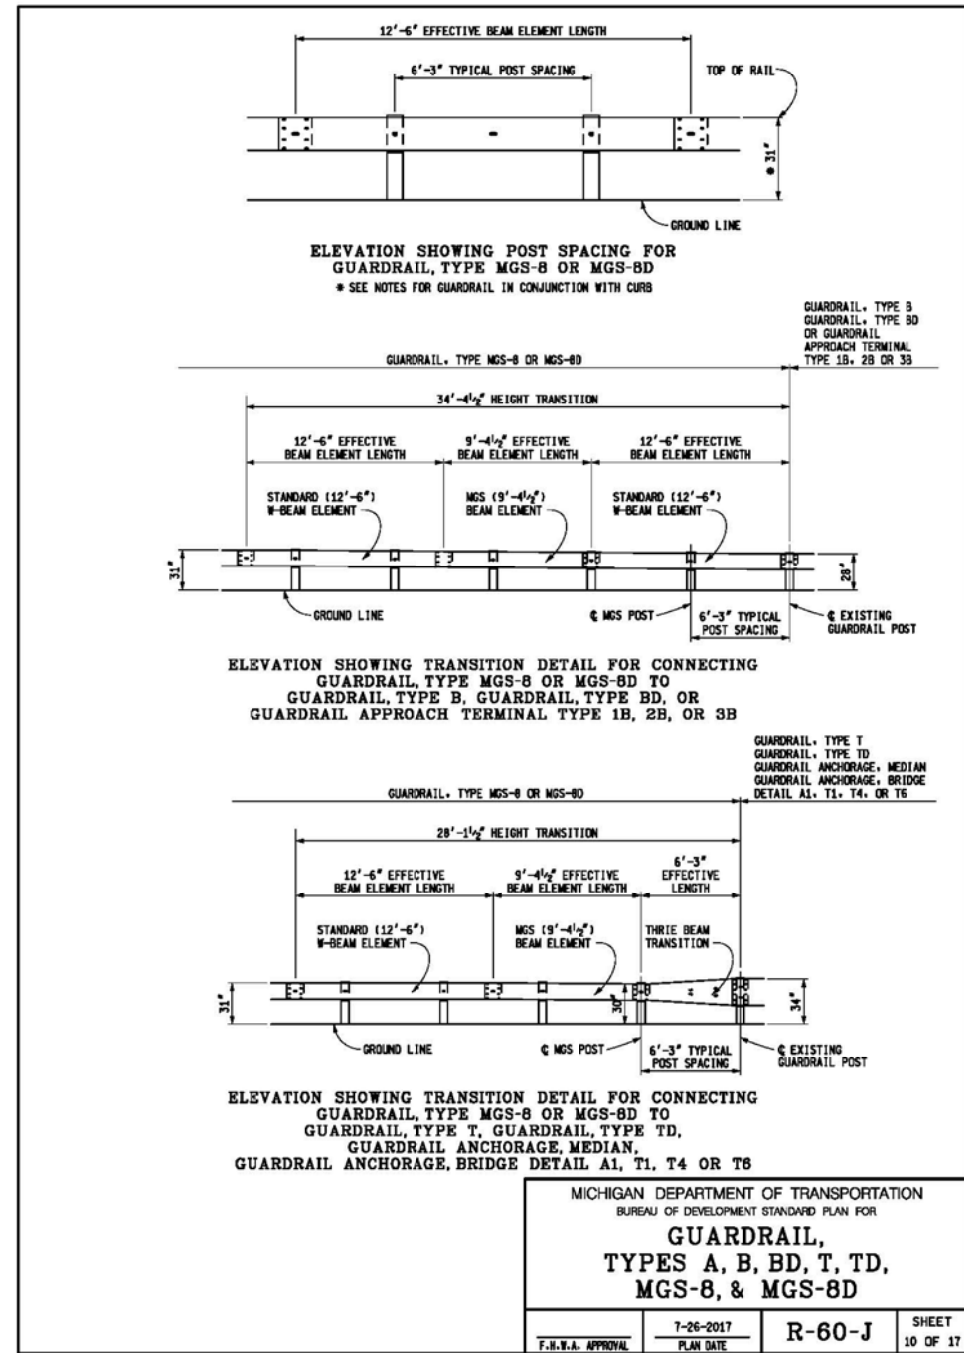 12'-6" EFFECTIVE BEAM ELEMENT LENGTH
6'-3" TYPICAL POST SPACING
TOP OF RAIL
* 31"
GROUND LINE
ELEVATION SHOWING POST SPACING FOR
GUARDRAIL, TYPE MGS-8 OR MGS-8D
* SEE NOTES FOR GUARDRAIL IN CONJUNCTION WITH CURB
GUARDRAIL, TYPE B
GUARDRAIL, TYPE BD
OR GUARDRAIL
APPROACH TERMINAL
TYPE 1B, 2B OR 3B
GUARDRAIL, TYPE MGS-8 OR MGS-8D
34'-4½" HEIGHT TRANSITION
12'-6" EFFECTIVE
BEAM ELEMENT LENGTH
9'-4½" EFFECTIVE
BEAM ELEMENT LENGTH
12'-6" EFFECTIVE
BEAM ELEMENT LENGTH
STANDARD (12'-6")
W-BEAM ELEMENT
MGS (9'-4½")
BEAM ELEMENT
STANDARD (12'-6")
W-BEAM ELEMENT
31"
28"
GROUND LINE
℄ MGS POST
6'-3" TYPICAL
POST SPACING
℄ EXISTING
GUARDRAIL POST
ELEVATION SHOWING TRANSITION DETAIL FOR CONNECTING
GUARDRAIL, TYPE MGS-8 OR MGS-8D TO
GUARDRAIL, TYPE B, GUARDRAIL, TYPE BD, OR
GUARDRAIL APPROACH TERMINAL TYPE 1B, 2B, OR 3B
GUARDRAIL, TYPE T
GUARDRAIL, TYPE TD
GUARDRAIL ANCHORAGE, MEDIAN
GUARDRAIL ANCHORAGE, BRIDGE
DETAIL A1, T1, T4, OR T6
GUARDRAIL, TYPE MGS-8 OR MGS-8D
28'-1½" HEIGHT TRANSITION
12'-6" EFFECTIVE
BEAM ELEMENT LENGTH
9'-4½" EFFECTIVE
BEAM ELEMENT LENGTH
6'-3"
EFFECTIVE
LENGTH
STANDARD (12'-6")
W-BEAM ELEMENT
MGS (9'-4½")
BEAM ELEMENT
THRIE BEAM
TRANSITION
31"
30"
34"
GROUND LINE
℄ MGS POST
6'-3" TYPICAL
POST SPACING
℄ EXISTING
GUARDRAIL POST
ELEVATION SHOWING TRANSITION DETAIL FOR CONNECTING
GUARDRAIL, TYPE MGS-8 OR MGS-8D TO
GUARDRAIL, TYPE T, GUARDRAIL, TYPE TD,
GUARDRAIL ANCHORAGE, MEDIAN,
GUARDRAIL ANCHORAGE, BRIDGE DETAIL A1, T1, T4 OR T6
MICHIGAN DEPARTMENT OF TRANSPORTATION
BUREAU OF DEVELOPMENT STANDARD PLAN FOR
GUARDRAIL,
TYPES A, B, BD, T, TD,
MGS-8, & MGS-8D
F.H.W.A. APPROVAL
7-26-2017
PLAN DATE
R-60-J
SHEET
10 OF 17